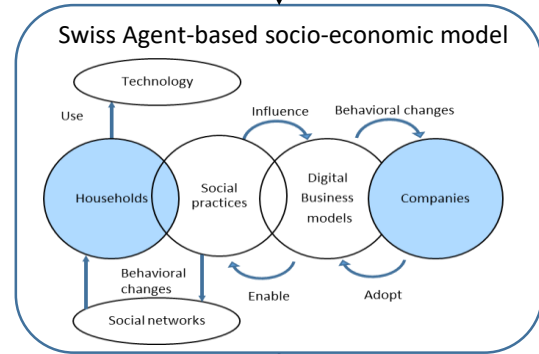 Swiss Agent-based socio-economic model
Technology
Use
Influence
Behavioral changes
Households
Social
practices
Digital
Business
models
Companies
Behavioral
changes
Enable
Adopt
Social networks